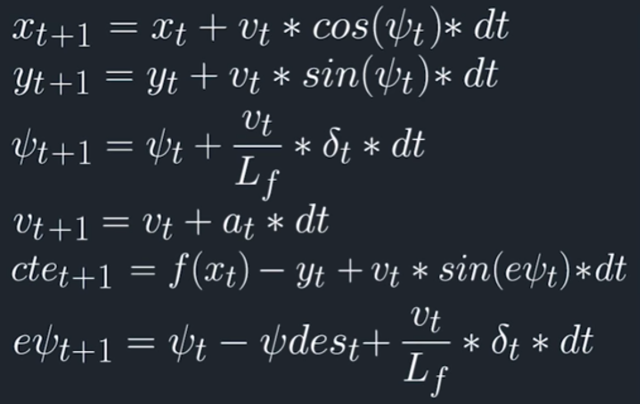 x_{t+1} = x_t + v_t * cos(ψ_t) * dt
y_{t+1} = y_t + v_t * sin(ψ_t) * dt
ψ_{t+1} = ψ_t + \frac{v_t}{L_f} * δ_t * dt
v_{t+1} = v_t + a_t * dt
cte_{t+1} = f(x_t) - y_t + v_t * sin(eψ_t) * dt
eψ_{t+1} = ψ_t - ψdes_t + \frac{v_t}{L_f} * δ_t * dt